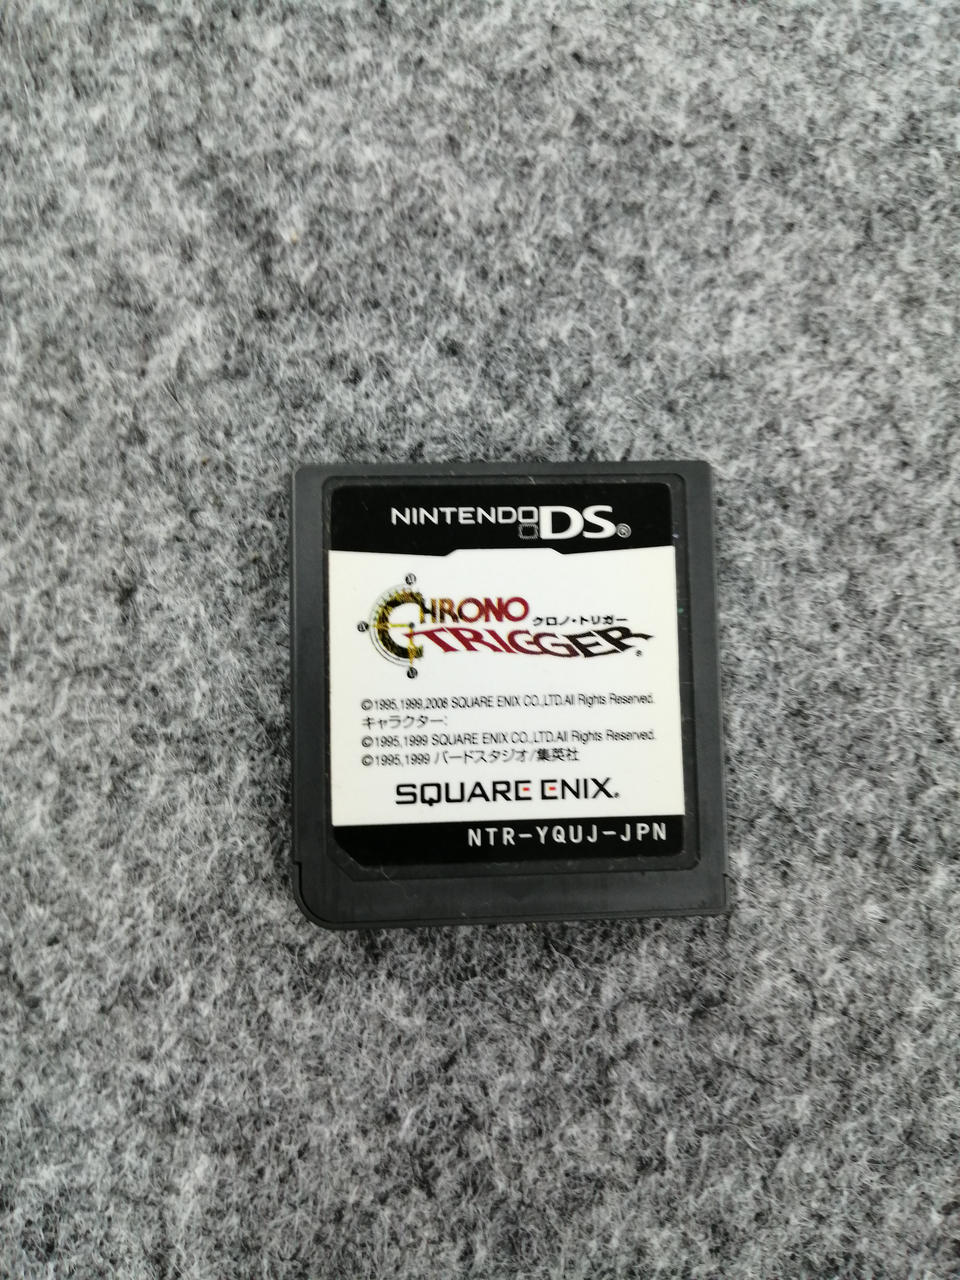 NINTENDO DS®
CHRONO
クロノ・トリガー
TRIGGER®
©1995,1999,2008 SQUARE ENIX CO.,LTD.All Rights Reserved.
キャラクター:
©1995,1999 SQUARE ENIX CO.,LTD.All Rights Reserved.
©1995,1999 バードスタジオ/集英社
SQUARE ENIX®
NTR-YQUJ-JPN